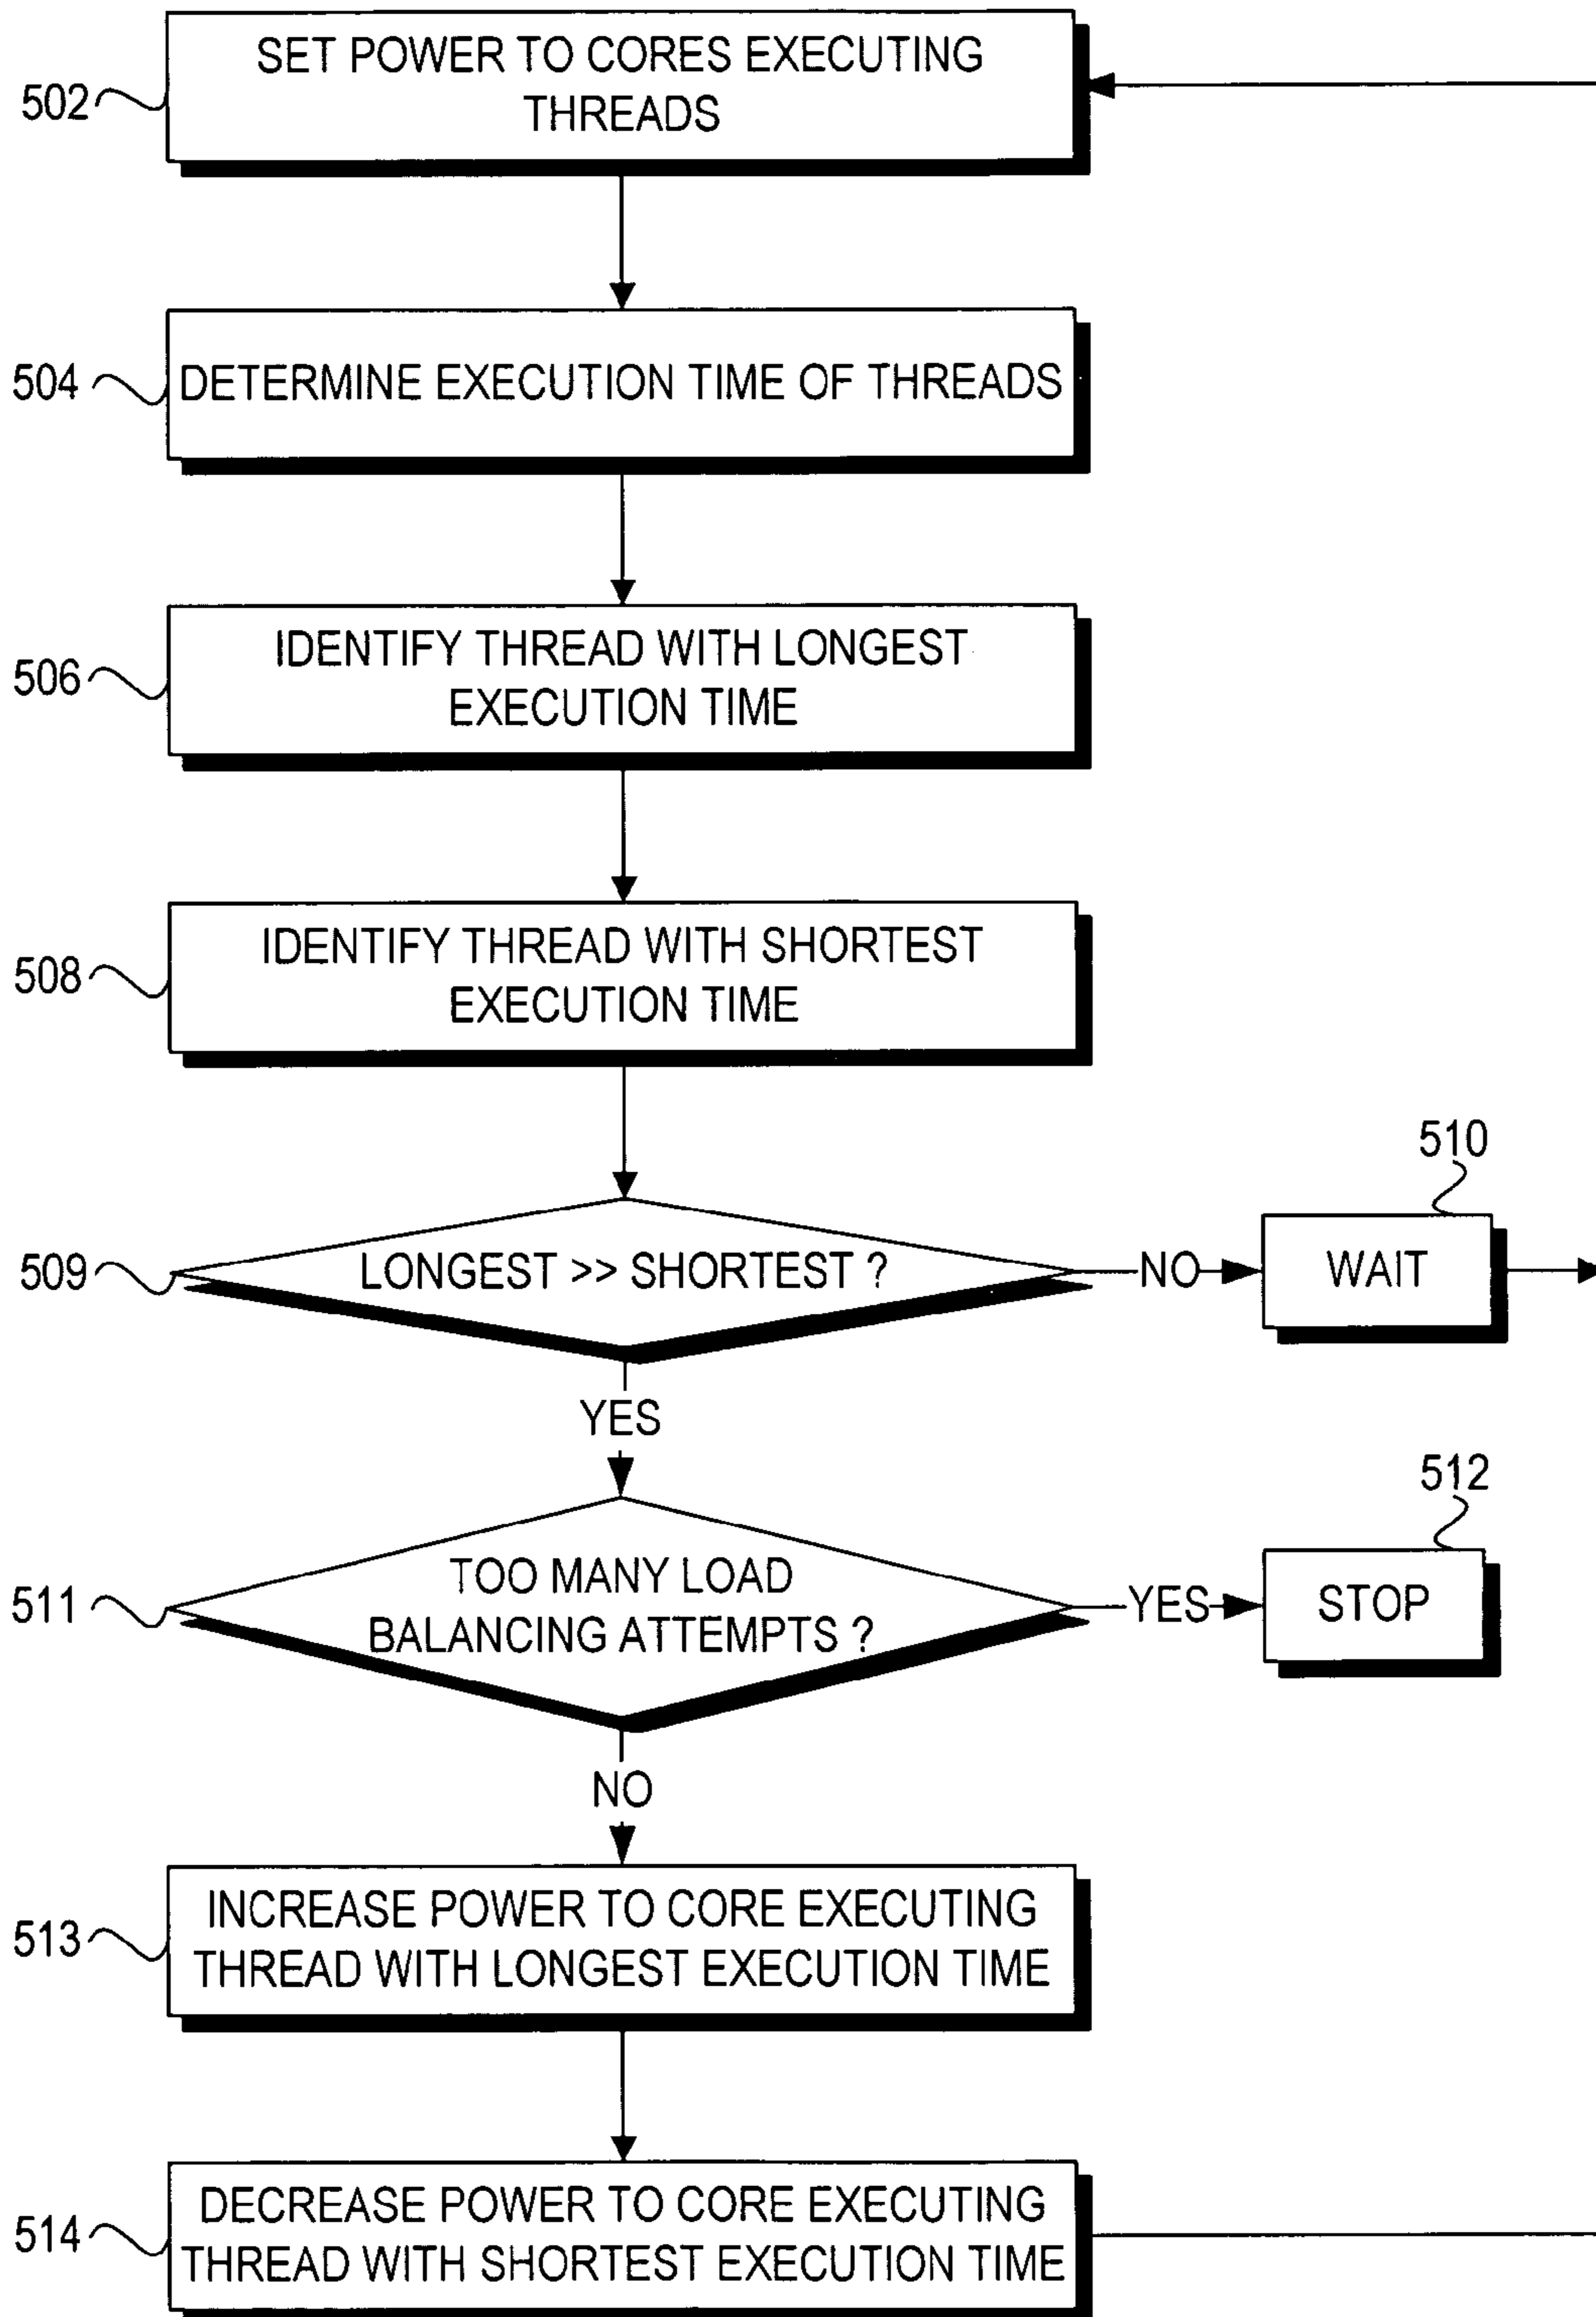 SET POWER TO CORES EXECUTING
THREADS
502
504
DETERMINE EXECUTION TIME OF THREADS
IDENTIFY THREAD WITH LONGEST
EXECUTION TIME
506
IDENTIFY THREAD WITH SHORTEST
EXECUTION TIME
508
510
509
LONGEST >> SHORTEST ?
NO
WAIT
YES
512
TOO MANY LOAD
BALANCING ATTEMPTS ?
511
YES
STOP
NO
INCREASE POWER TO CORE EXECUTING
THREAD WITH LONGEST EXECUTION TIME
513
DECREASE POWER TO CORE EXECUTING
THREAD WITH SHORTEST EXECUTION TIME
514